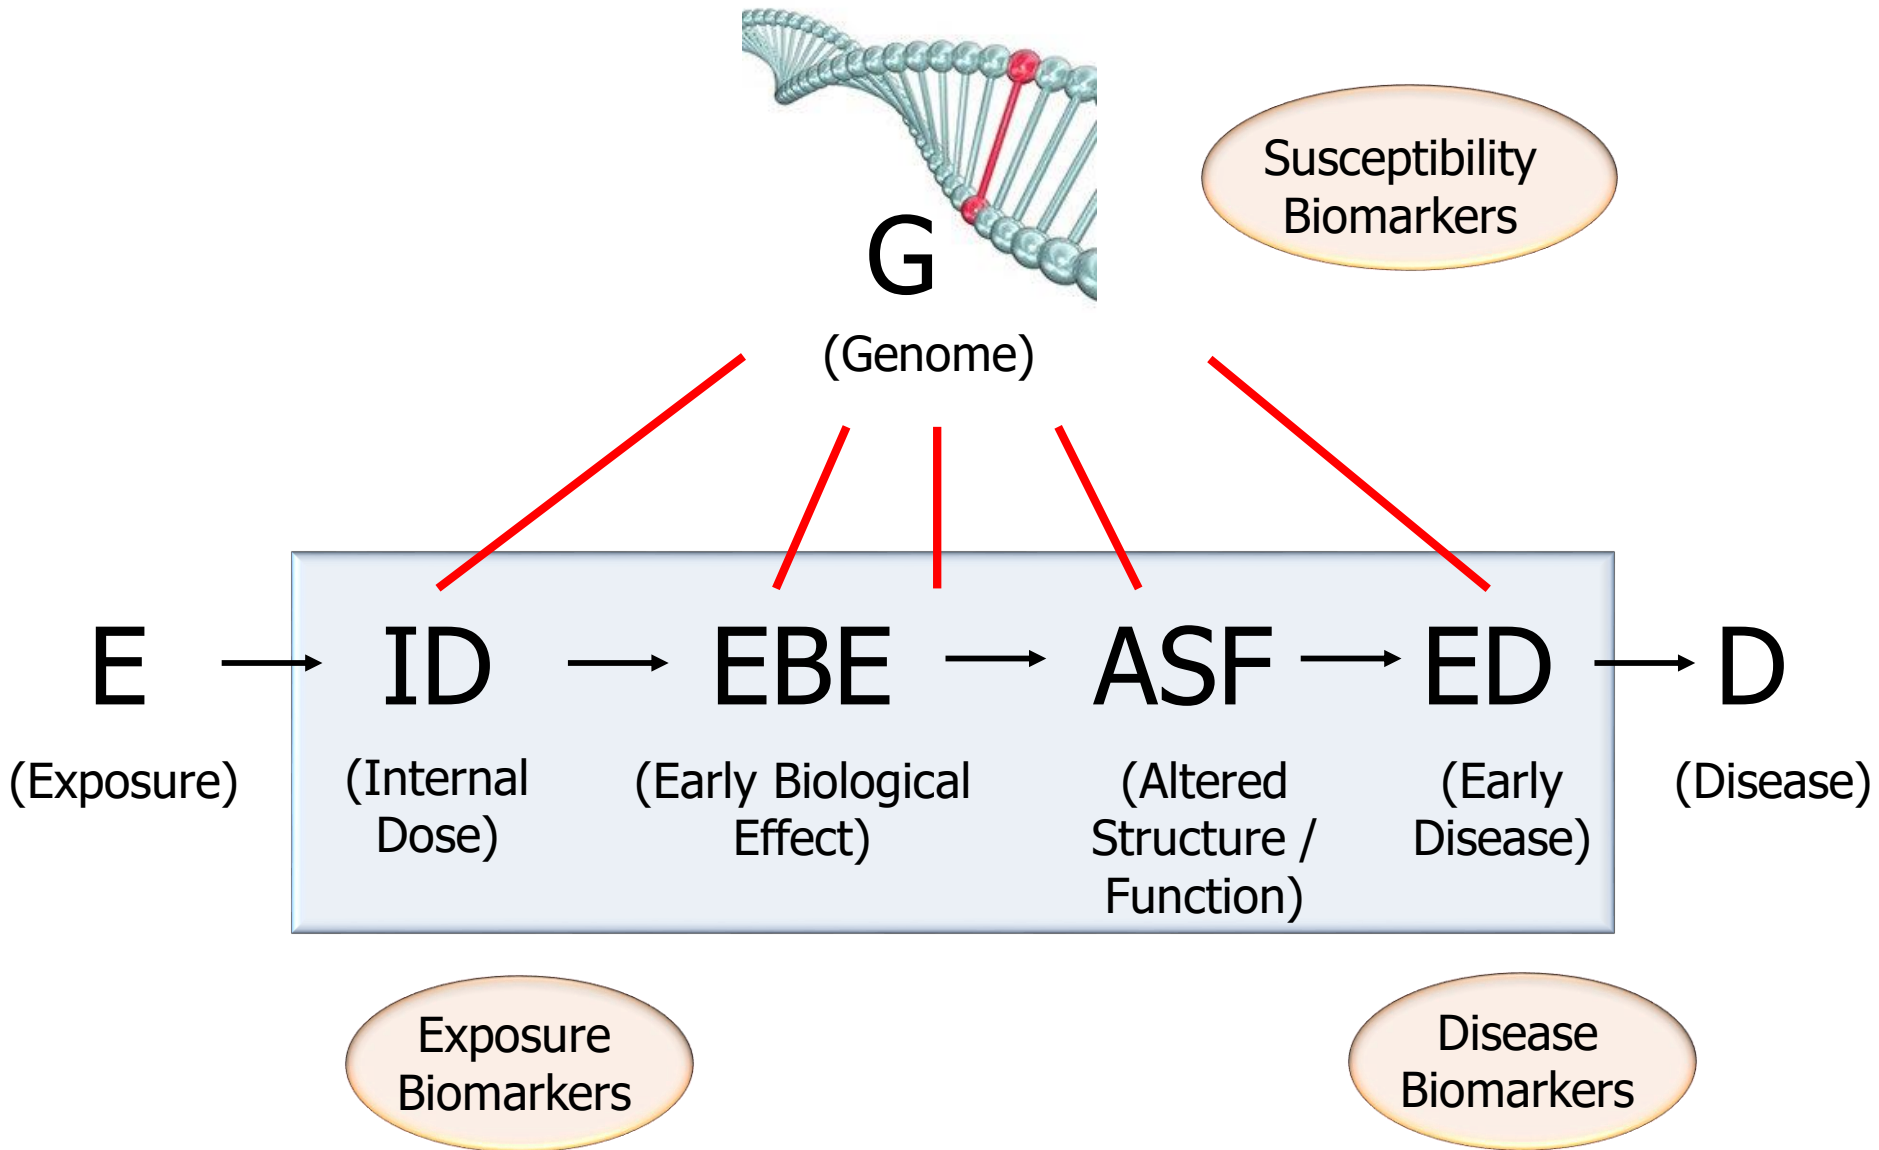 Susceptibility
Biomarkers
G
(Genome)
E
ID
EBE
ASF
ED
D
(Exposure)
(Internal
Dose)
(Early Biological
Effect)
(Altered
Structure /
Function)
(Early
Disease)
(Disease)
Exposure
Biomarkers
Disease
Biomarkers